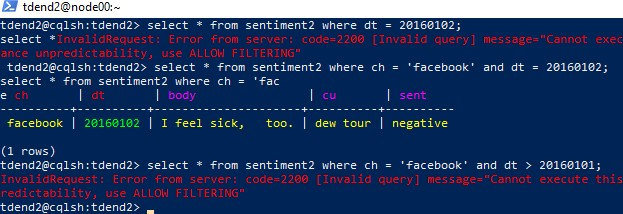 tdend2@node00:~
tdend2@cqlsh:tdend2> select * from sentiment2 where dt = 20160102;
select *InvalidRequest: Error from server: code=2200 [Invalid query] message="Cannot exec
ance unpredictability, use ALLOW FILTERING"
tdend2@cqlsh:tdend2> select * from sentiment2 where ch = 'facebook' and dt = 20160102;
select * from sentiment2 where ch = 'fac
e ch | dt | body | cu | sent
----------+----------+--------------------+----------+----------
facebook | 20160102 | I feel sick, too. | dew tour | negative
(1 rows)
tdend2@cqlsh:tdend2> select * from sentiment2 where ch = 'facebook' and dt > 20160101;
InvalidRequest: Error from server: code=2200 [Invalid query] message="Cannot execute this
redictability, use ALLOW FILTERING"
tdend2@cqlsh:tdend2>